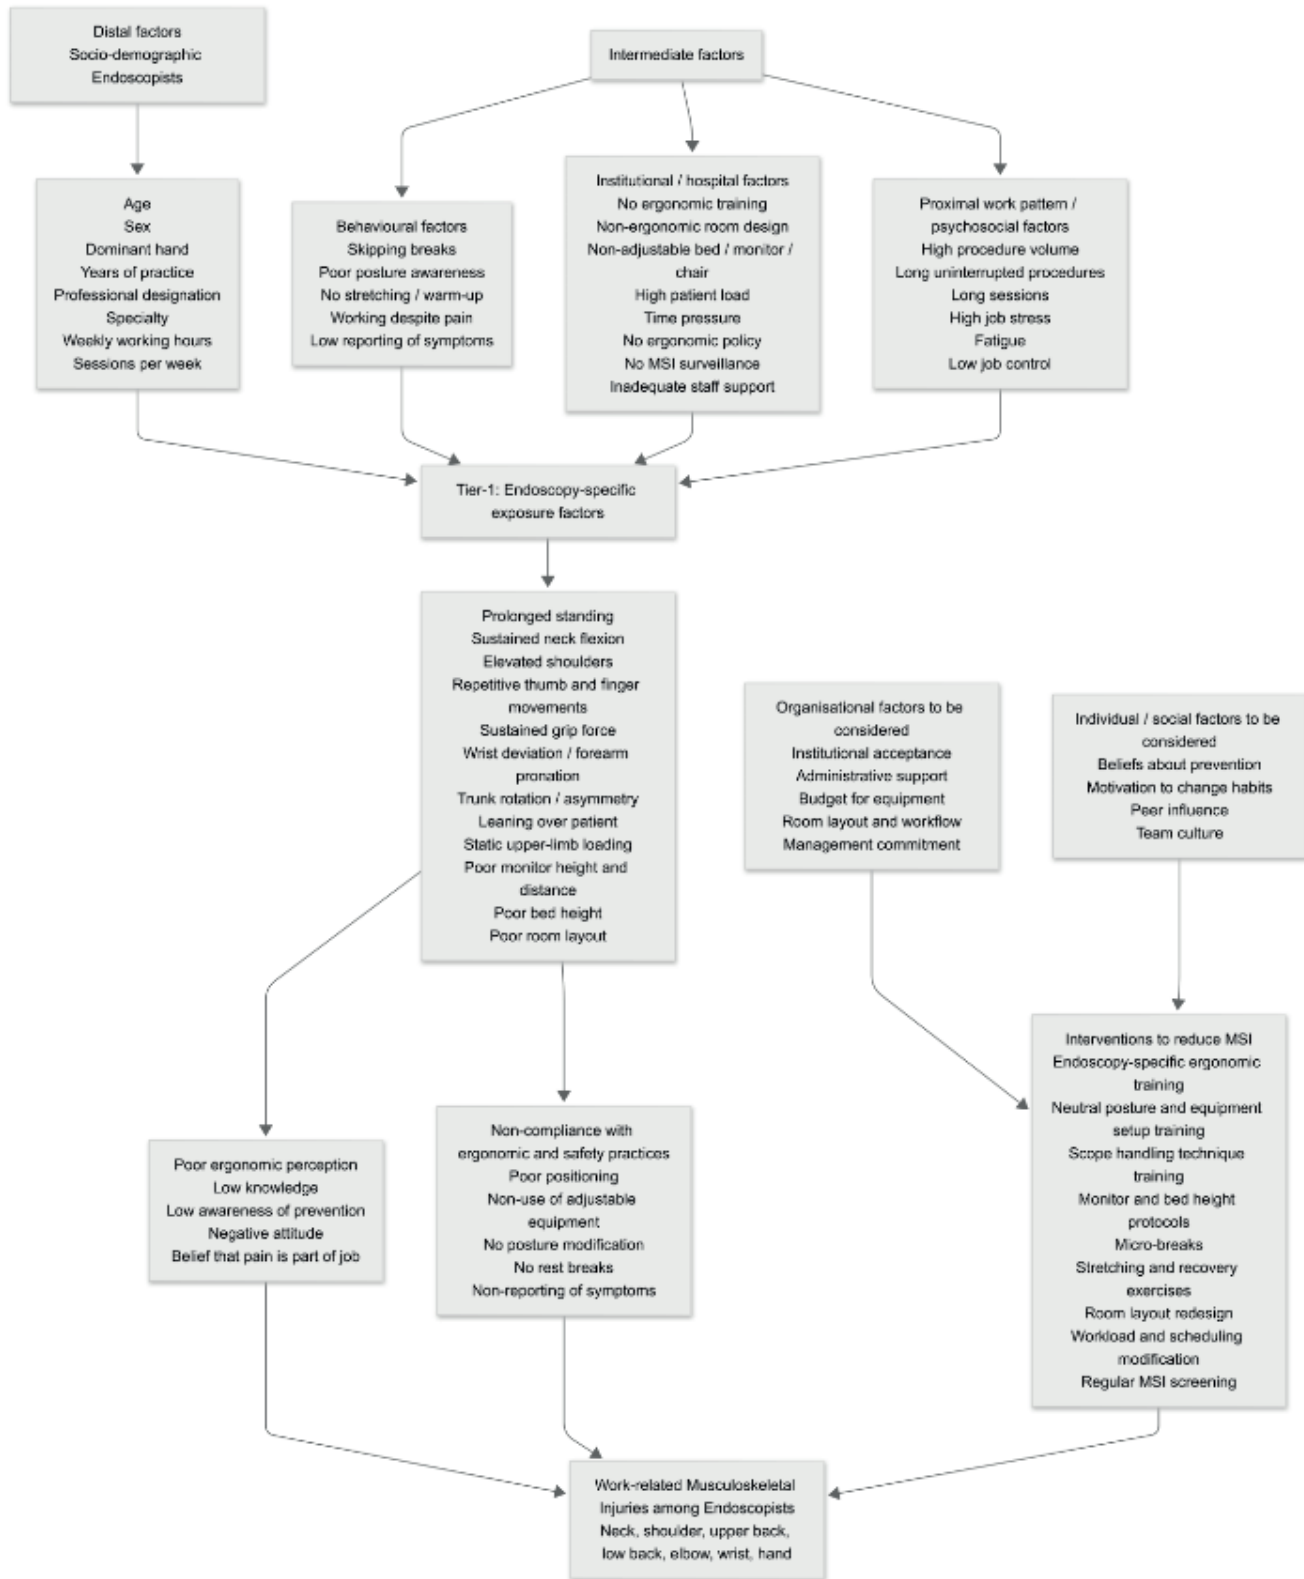 Distal factors
Socio-demographic
Endoscopists
Intermediate factors
Age
Sex
Dominant hand
Years of practice
Professional designation
Specialty
Weekly working hours
Sessions per week
Behavioural factors
Skipping breaks
Poor posture awareness
No stretching / warm-up
Working despite pain
Low reporting of symptoms
Institutional / hospital factors
No ergonomic training
Non-ergonomic room design
Non-adjustable bed / monitor /
chair
High patient load
Time pressure
No ergonomic policy
No MSI surveillance
Inadequate staff support
Proximal work pattern /
psychosocial factors
High procedure volume
Long uninterrupted procedures
Long sessions
High job stress
Fatigue
Low job control
Tier-1: Endoscopy-specific
exposure factors
Prolonged standing
Sustained neck flexion
Elevated shoulders
Repetitive thumb and finger
movements
Sustained grip force
Wrist deviation / forearm
pronation
Trunk rotation / asymmetry
Leaning over patient
Static upper-limb loading
Poor monitor height and
distance
Poor bed height
Poor room layout
Organisational factors to be
considered
Institutional acceptance
Administrative support
Budget for equipment
Room layout and workflow
Management commitment
Individual / social factors to be
considered
Beliefs about prevention
Motivation to change habits
Peer influence
Team culture
Poor ergonomic perception
Low knowledge
Low awareness of prevention
Negative attitude
Belief that pain is part of job
Non-compliance with
ergonomic and safety practices
Poor positioning
Non-use of adjustable
equipment
No posture modification
No rest breaks
Non-reporting of symptoms
Interventions to reduce MSI
Endoscopy-specific ergonomic
training
Neutral posture and equipment
setup training
Scope handling technique
training
Monitor and bed height
protocols
Micro-breaks
Stretching and recovery
exercises
Room layout redesign
Workload and scheduling
modification
Regular MSI screening
Work-related Musculoskeletal
Injuries among Endoscopists
Neck, shoulder, upper back,
low back, elbow, wrist, hand